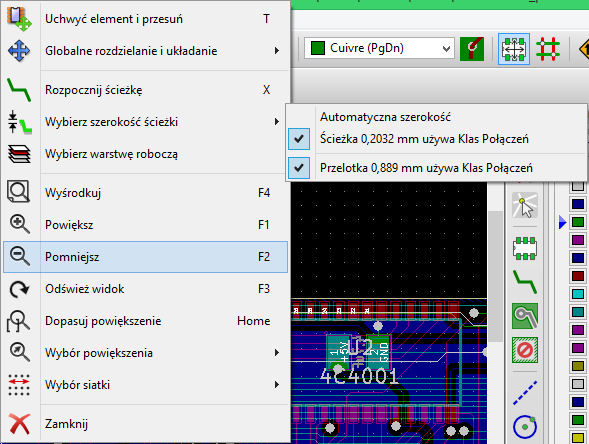 Uchwyć element i przesuń T
Globalne rozdzielanie i układanie
Rozpocznij ścieżkę X
Wybierz szerokość ścieżki
Wybierz warstwę roboczą
Wyśrodkuj F4
Powiększ F1
Pomniejsz F2
Odśwież widok F3
Dopasuj powiększenie Home
Wybór powiększenia
Wybór siatki
Zamknij
Cuivre (PgDn)
Automatyczna szerokość
Ścieżka 0,2032 mm używa Klas Połączeń
Przelotka 0,889 mm używa Klas Połączeń
1
+5V
2
GND
4C4001